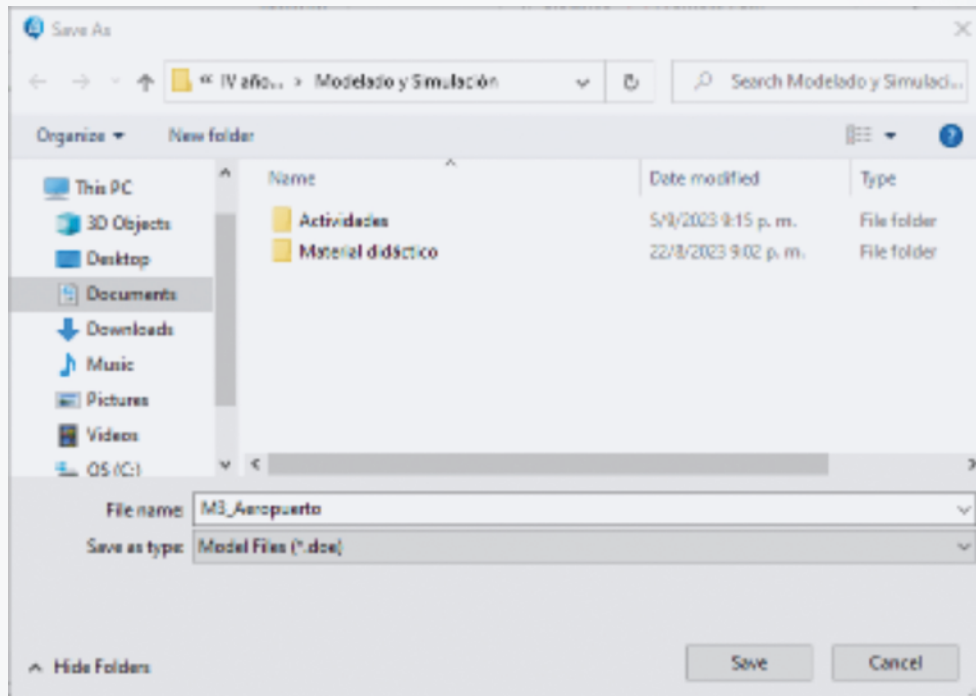 Save As
« IV año... > Modelado y Simulación
Search Modelado y Simulaci...
Organize
New folder
Name Date modified Type
This PC
3D Objects
Desktop
Documents
Downloads
Music
Pictures
Videos
OS (C:)
Actividades 5/9/2023 9:15 p. m. File folder
Material didáctico 22/8/2023 9:02 p. m. File folder
File name: M3_Aeropuerto
Save as type: Model Files (*.doe)
Hide Folders
Save
Cancel